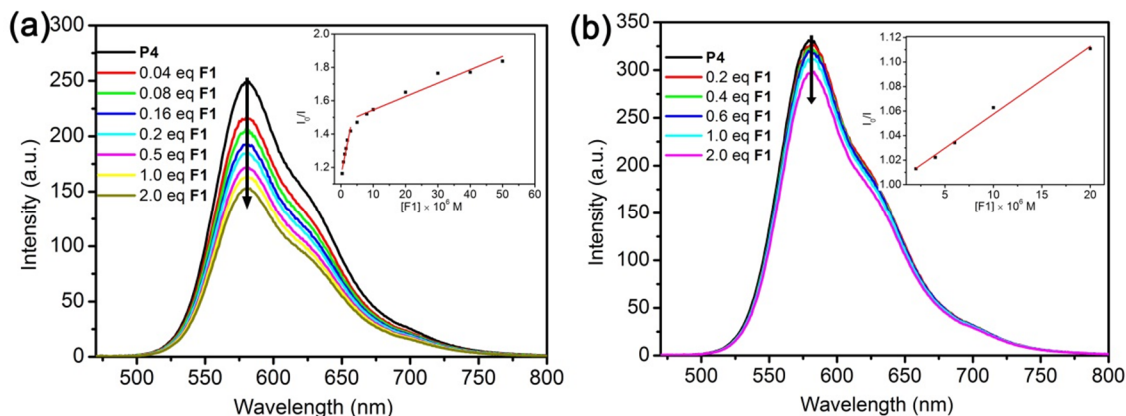 (a)
300
250
200
150
100
50
0
Intensity (a.u.)
500 550 600 650 700 750 800
Wavelength (nm)
P4
0.04 eq F1
0.08 eq F1
0.16 eq F1
0.2 eq F1
0.5 eq F1
1.0 eq F1
2.0 eq F1
2.0
1.8
1.6
1.4
1.2
I₀/I
0 10 20 30 40 50 60
[F1] × 10⁶ M
(b)
350
300
250
200
150
100
50
0
Intensity (a.u.)
500 550 600 650 700 750 800
Wavelength (nm)
P4
0.2 eq F1
0.4 eq F1
0.6 eq F1
1.0 eq F1
2.0 eq F1
1.12
1.10
1.08
1.06
1.04
1.02
1.00
I₀/I
5 10 15 20
[F1] × 10⁶ M